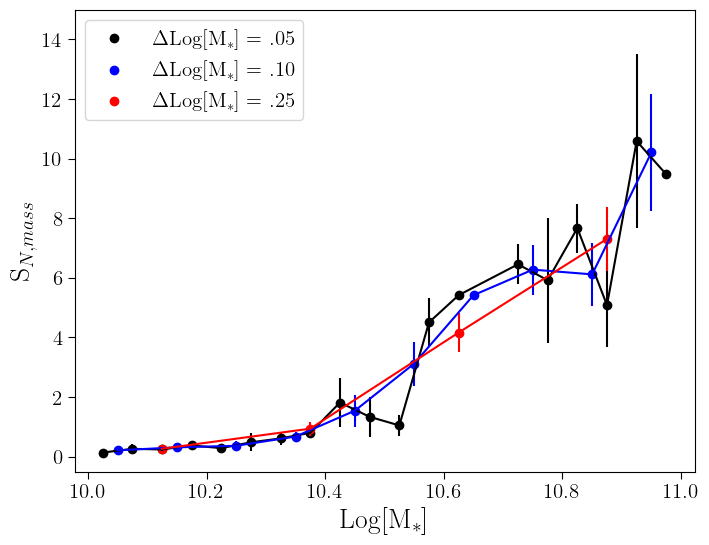 ΔLog[M*] = .05
ΔLog[M*] = .10
ΔLog[M*] = .25
14
12
10
8
6
4
2
0
S_{N,mass}
10.0 10.2 10.4 10.6 10.8 11.0
Log[M*]